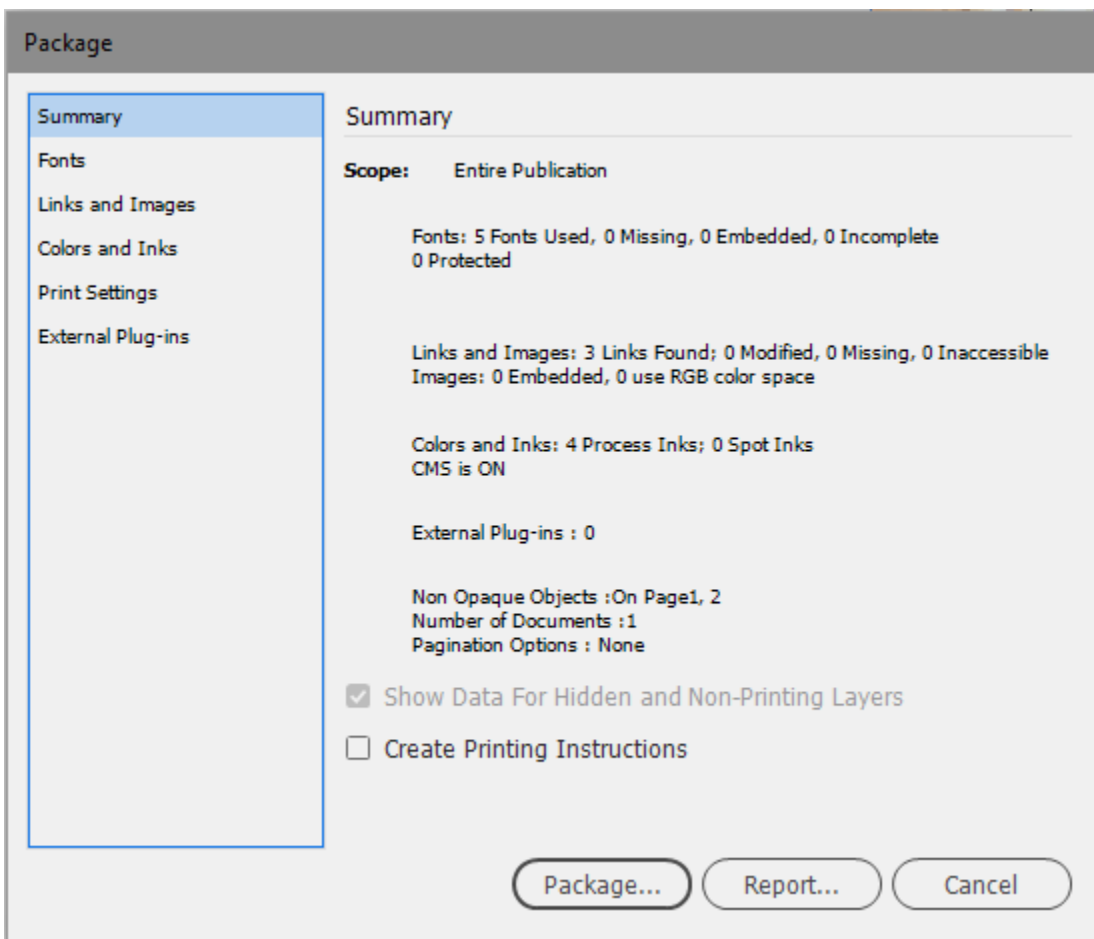 Package
Summary
Fonts
Links and Images
Colors and Inks
Print Settings
External Plug-ins
Summary
Scope: Entire Publication
Fonts: 5 Fonts Used, 0 Missing, 0 Embedded, 0 Incomplete
0 Protected
Links and Images: 3 Links Found; 0 Modified, 0 Missing, 0 Inaccessible
Images: 0 Embedded, 0 use RGB color space
Colors and Inks: 4 Process Inks; 0 Spot Inks
CMS is ON
External Plug-ins : 0
Non Opaque Objects :On Page1, 2
Number of Documents :1
Pagination Options : None
Show Data For Hidden and Non-Printing Layers
Create Printing Instructions
Package... Report... Cancel